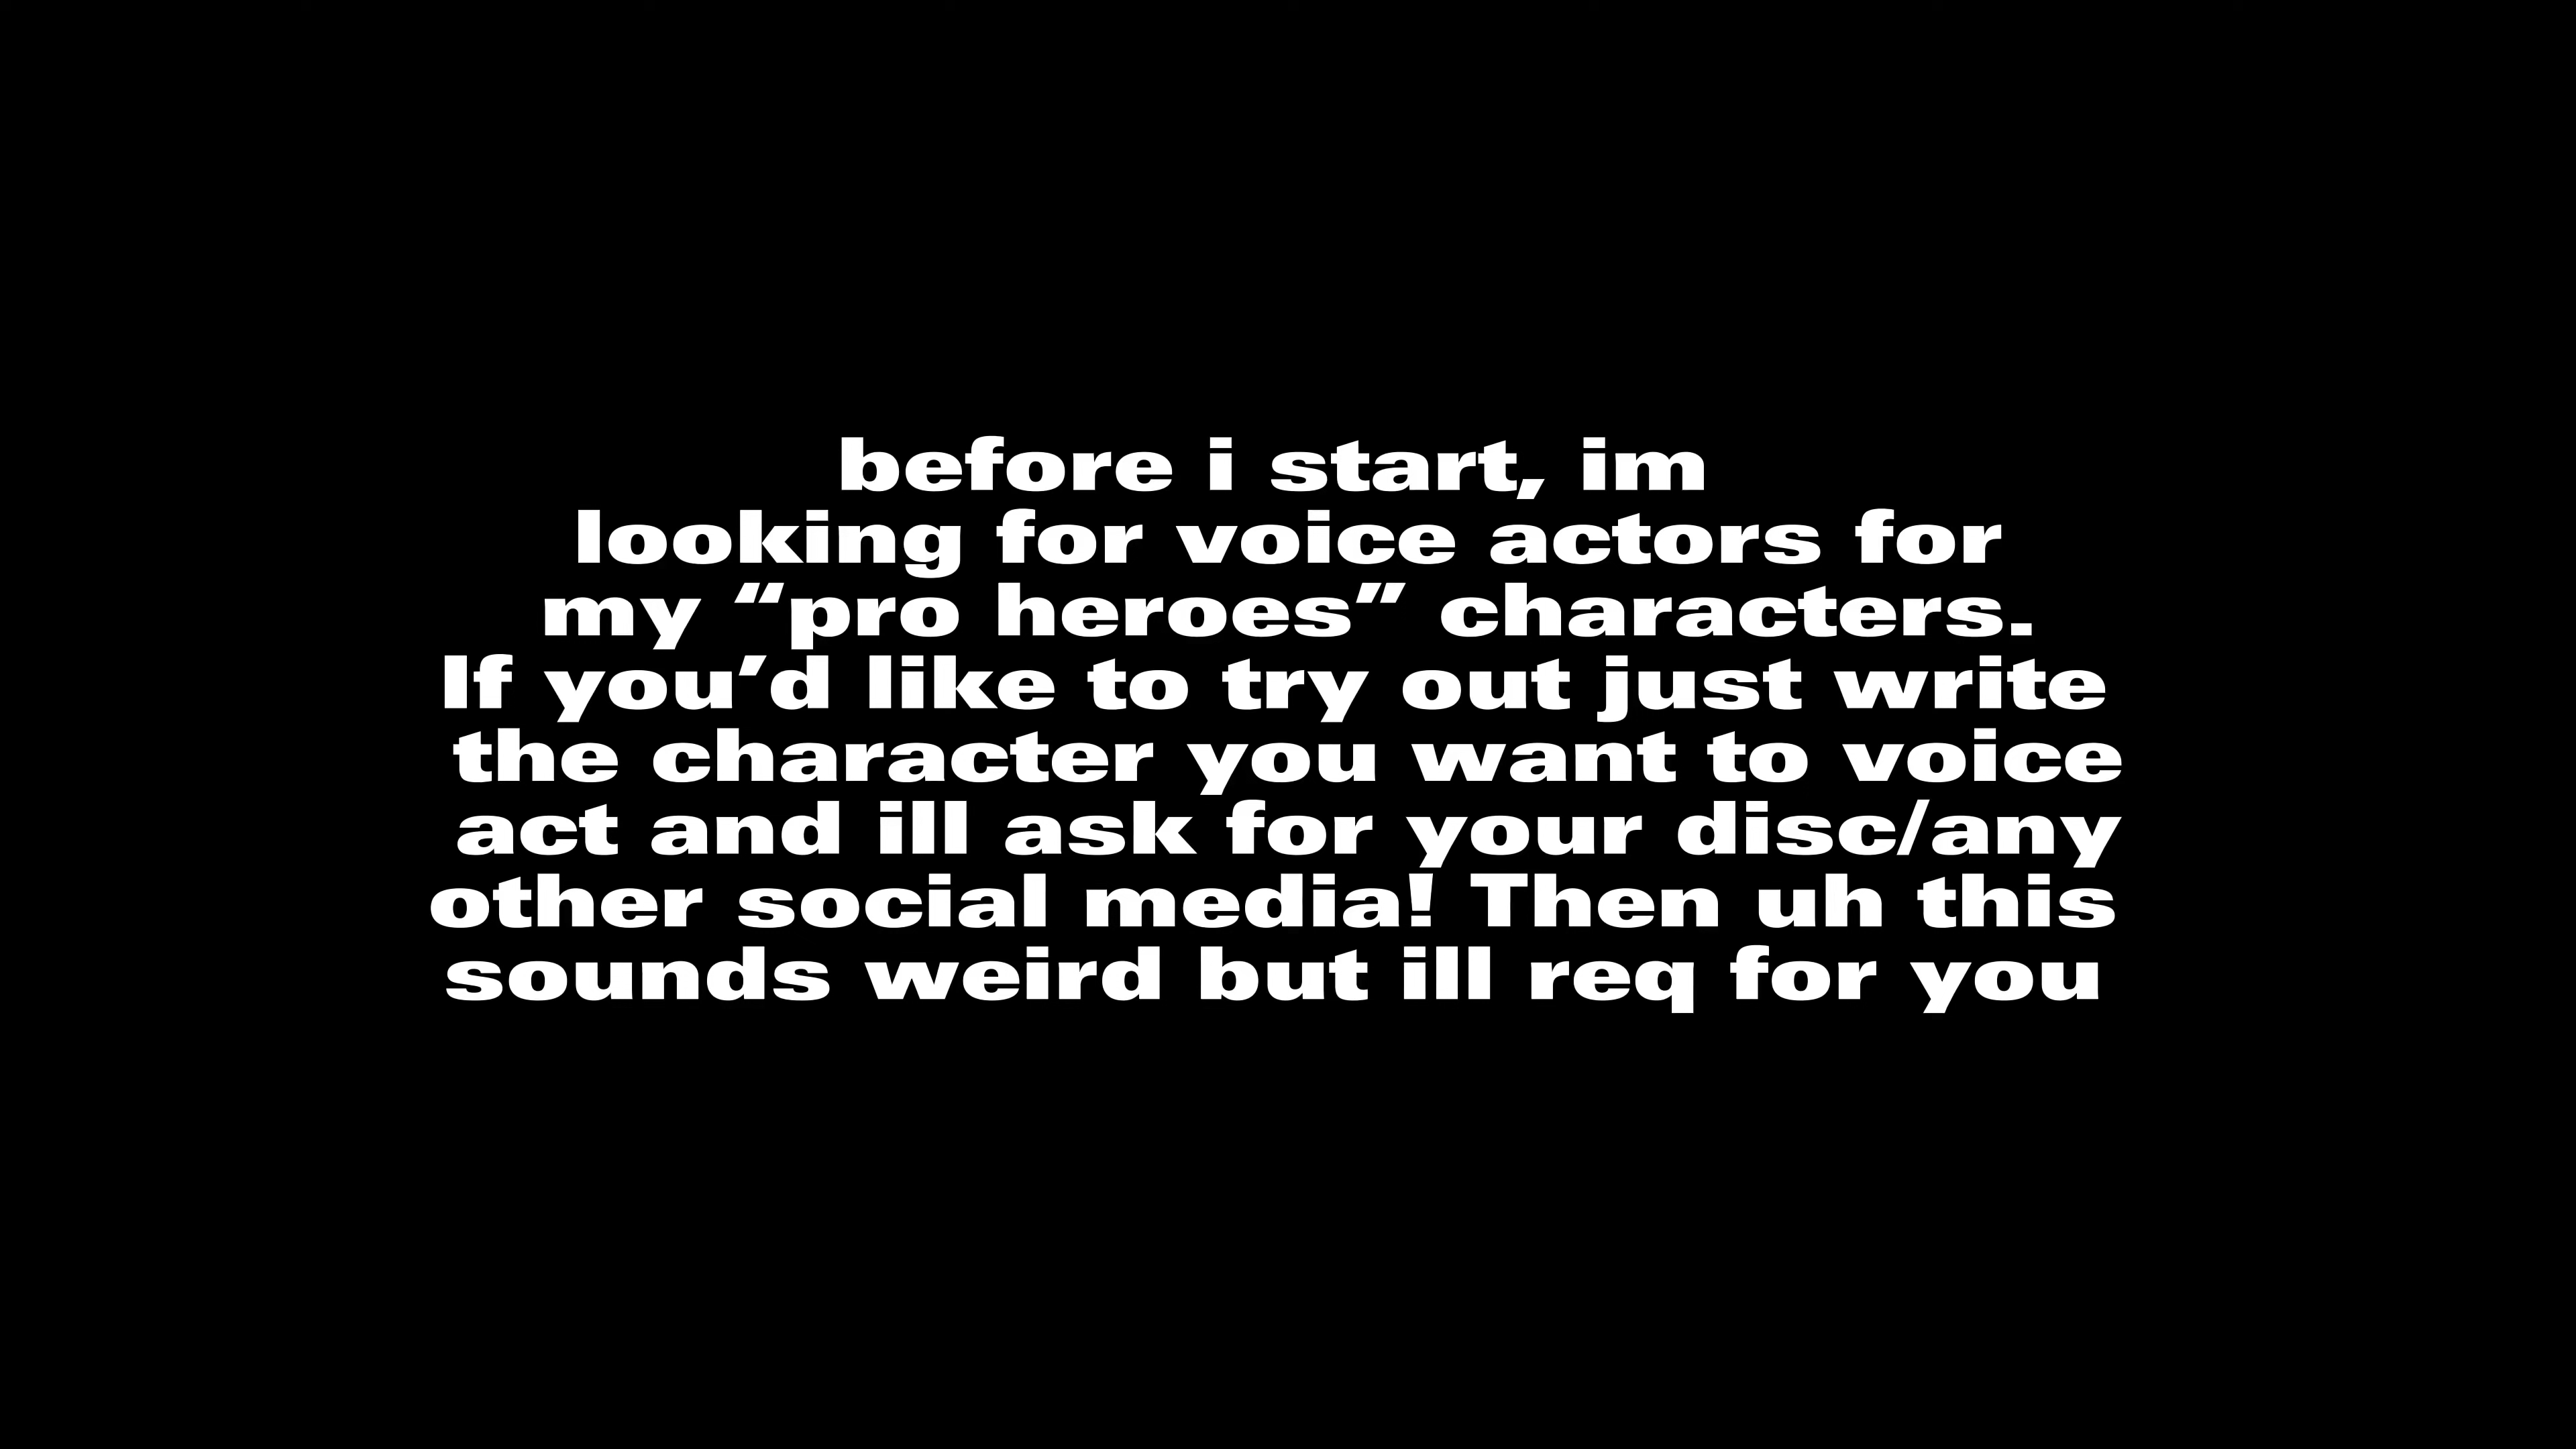 before i start, im
looking for voice actors for
my “pro heroes” characters.
If you’d like to try out just write
the character you want to voice
act and ill ask for your disc/any
other social media! Then uh this
sounds weird but ill req for you